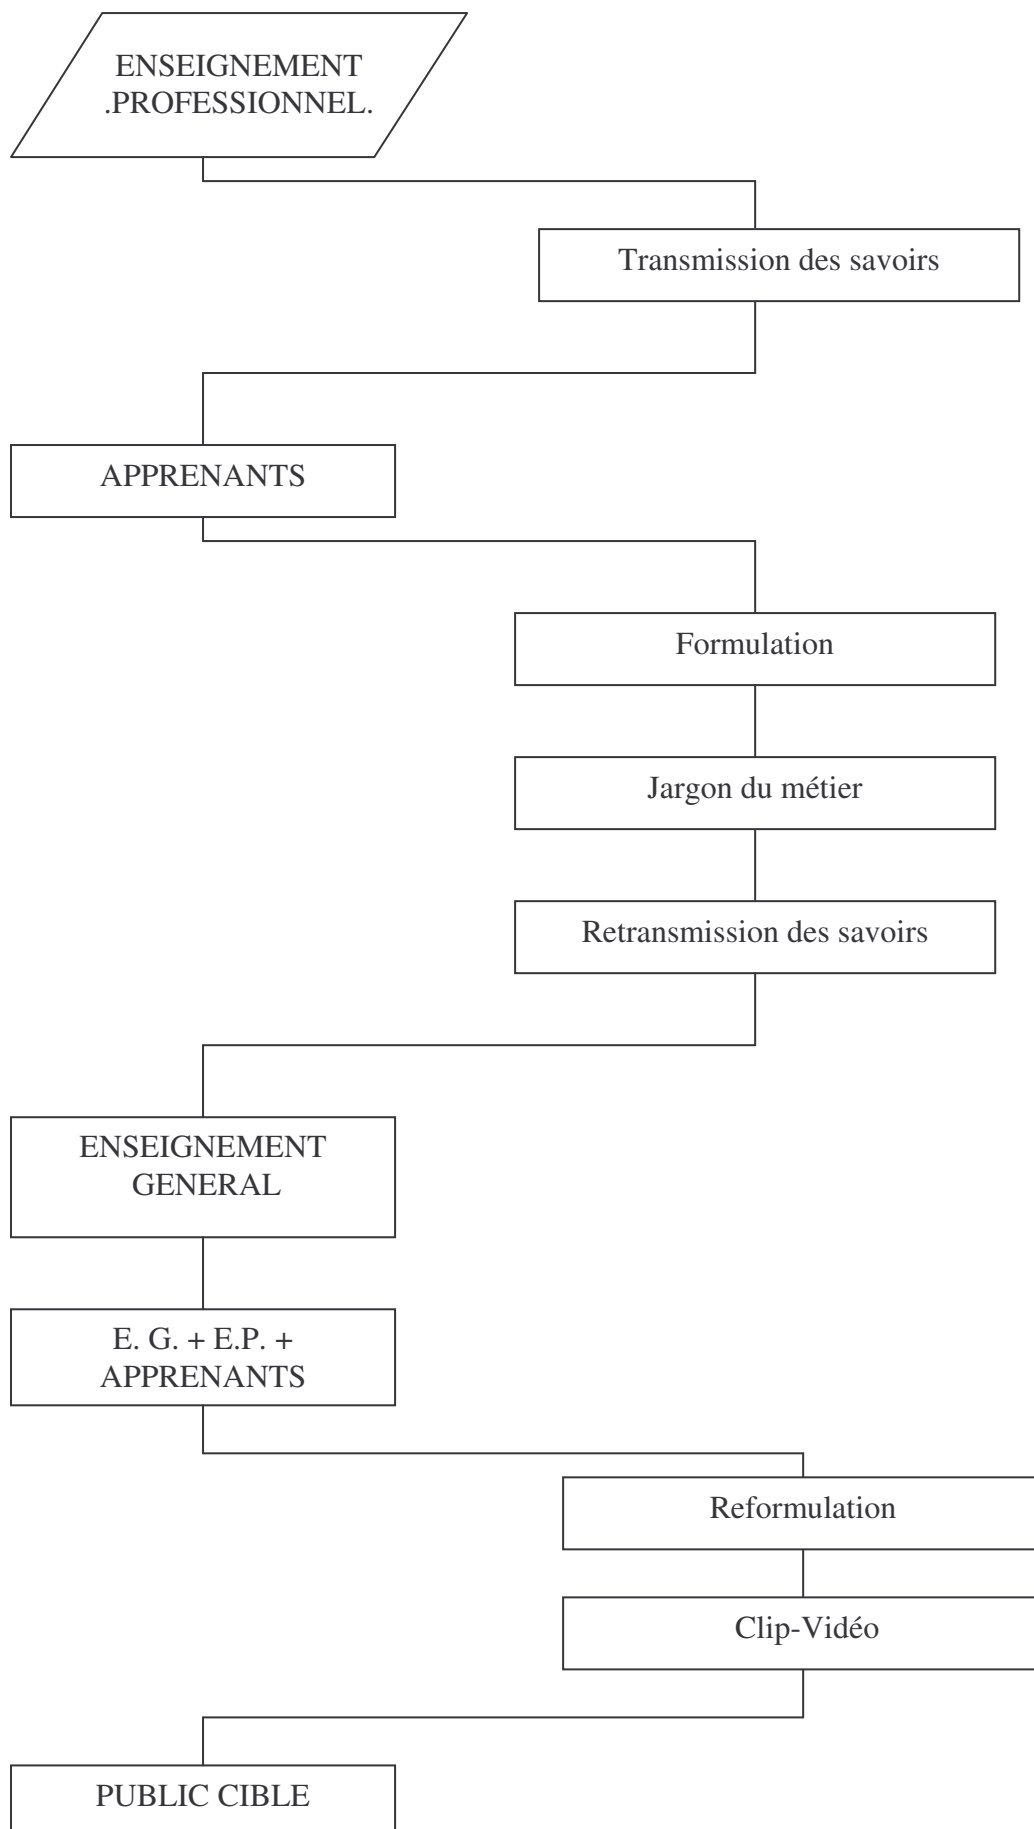 ENSEIGNEMENT
.PROFESSIONNEL.
Transmission des savoirs
APPRENANTS
Formulation
Jargon du métier
Retransmission des savoirs
ENSEIGNEMENT
GENERAL
E. G. + E.P. +
APPRENANTS
Reformulation
Clip-Vidéo
PUBLIC CIBLE